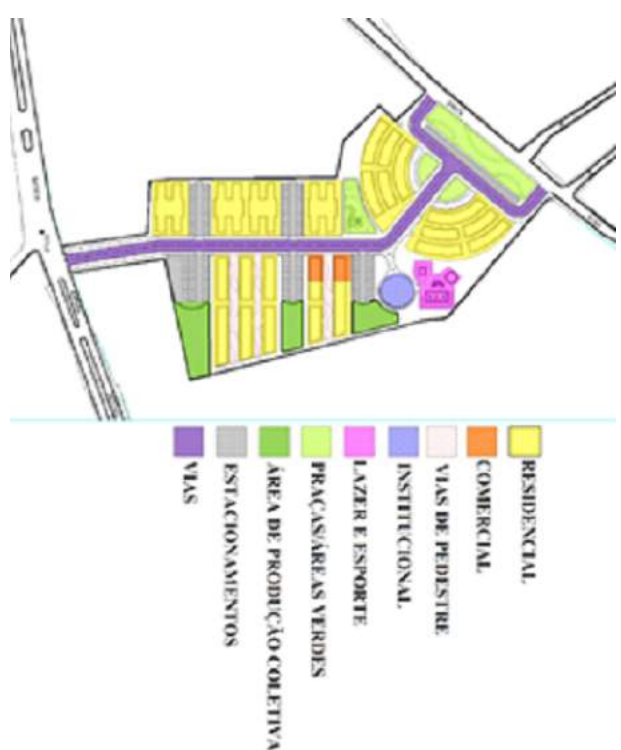 VIAS
ESTACIONAMENTOS
ÁREA DE PRODUÇÃO COLETIVA
PRAÇAS/ÁREAS VERDES
LAZER E ESPORTE
INSTITUCIONAL
VIAS DE PEDESTRE
COMERCIAL
RESIDENCIAL